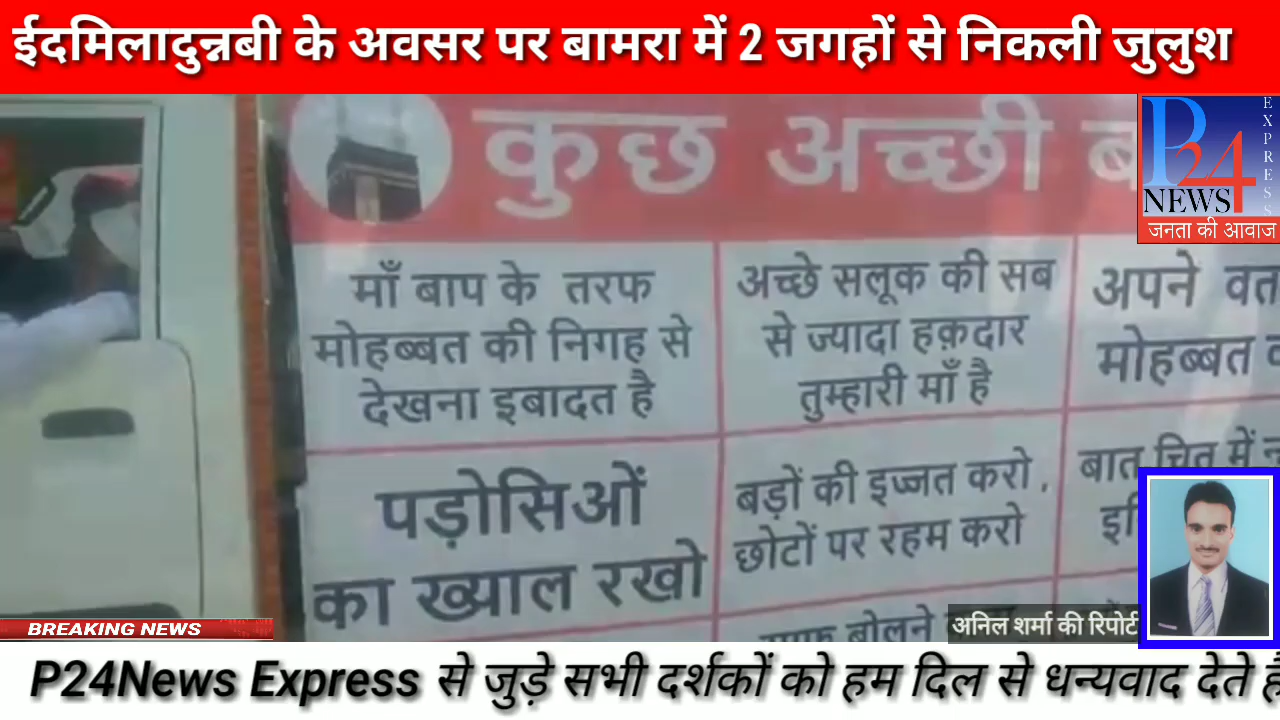 ईदमिलादुन्नबी के अवसर पर बामरा में 2 जगहों से निकली जुलुश
कुछ अच्छी
P24
NEWS
EXPRESS
जनता की आवाज
माँ बाप के तरफ
मोहब्बत की निगह से
देखना इबादत है
अच्छे सलूक की सब
से ज्यादा हक़दार
तुम्हारी माँ है
अपने
मोहब्बत
पड़ोसिओं
का ख्याल रखो
बड़ों की इज्जत करो ,
छोटों पर रहम करो
बात चित में
बोलने
अनिल शर्मा की रिपोर्ट
BREAKING NEWS
P24News Express से जुड़े सभी दर्शकों को हम दिल से धन्यवाद देते